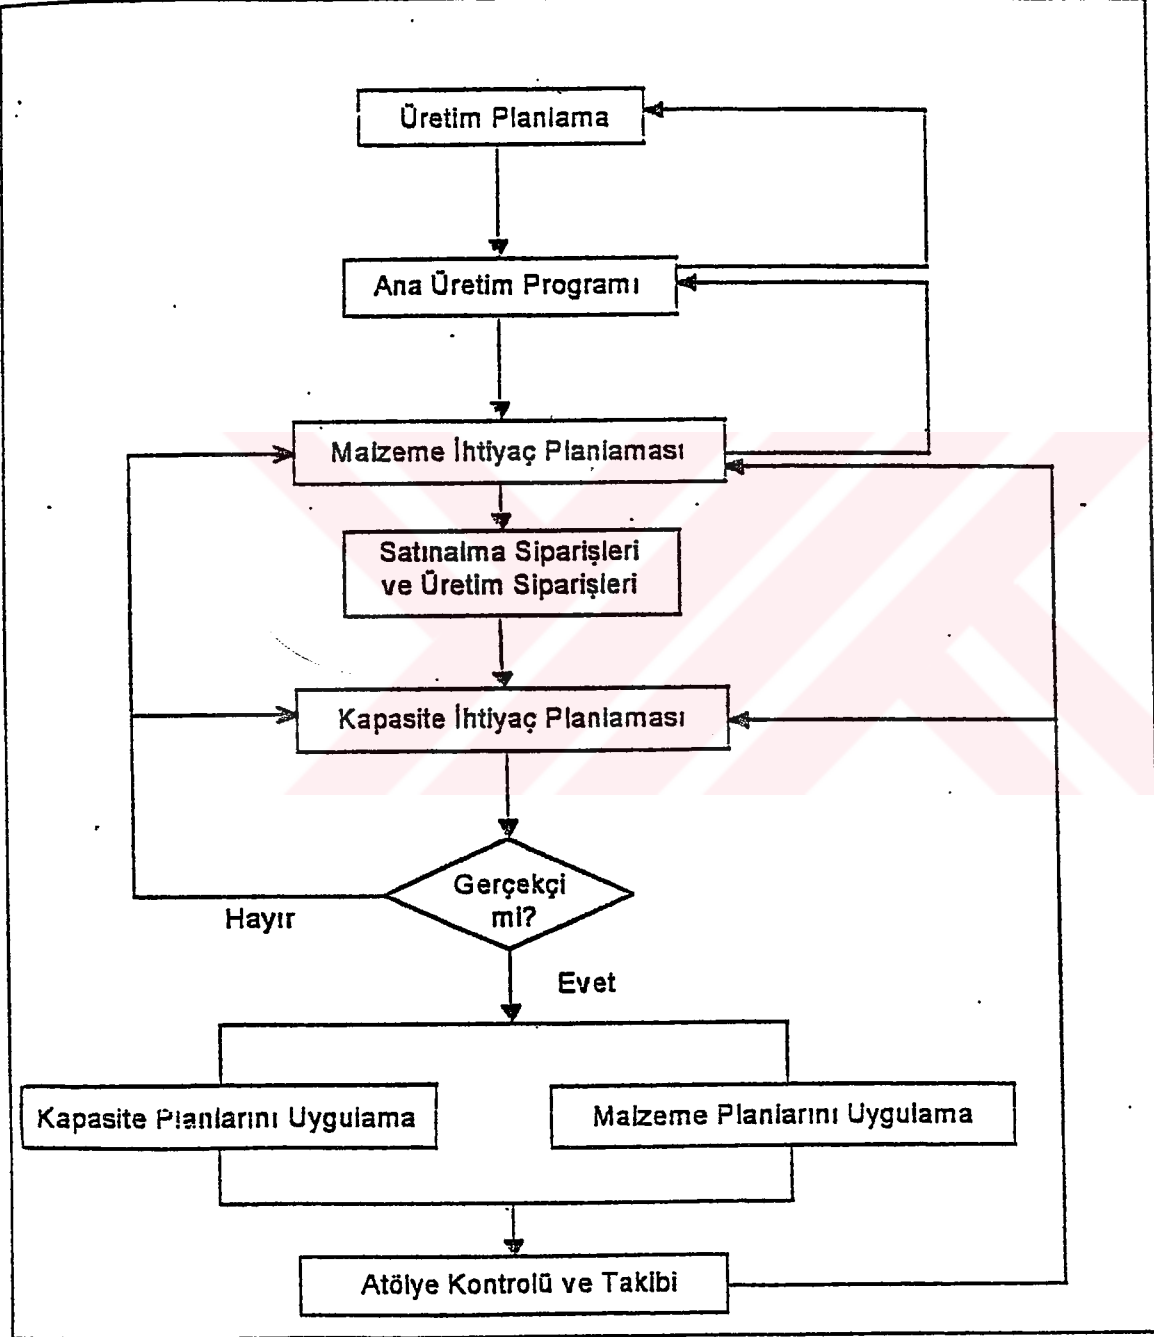 Üretim Planlama
Ana Üretim Programı
Malzeme İhtiyaç Planlaması
Satınalma Siparişleri
ve Üretim Siparişleri
Kapasite İhtiyaç Planlaması
Gerçekçi
mi?
Hayır
Evet
Kapasite Planlarını Uygulama
Malzeme Planlarını Uygulama
Atölye Kontrolü ve Takibi